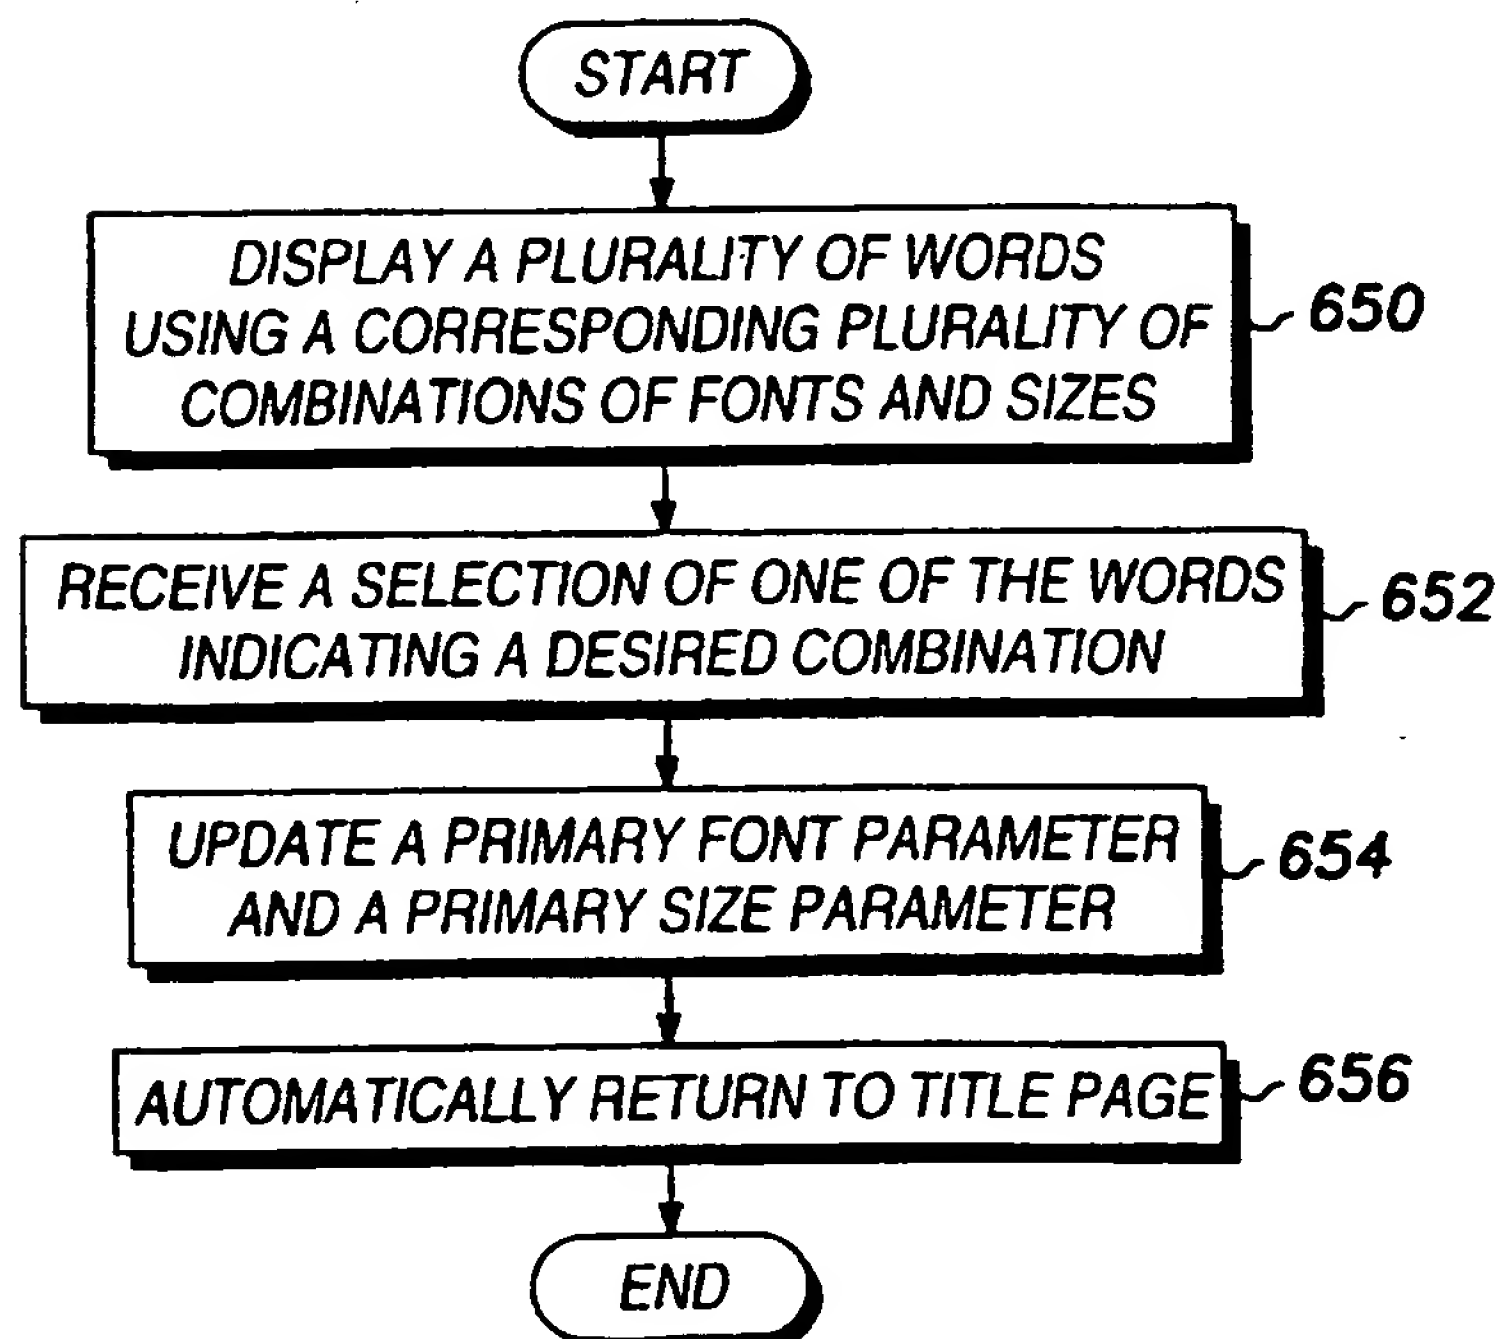 START
DISPLAY A PLURALITY OF WORDS
USING A CORRESPONDING PLURALITY OF
COMBINATIONS OF FONTS AND SIZES
650
RECEIVE A SELECTION OF ONE OF THE WORDS
INDICATING A DESIRED COMBINATION
652
UPDATE A PRIMARY FONT PARAMETER
AND A PRIMARY SIZE PARAMETER
654
AUTOMATICALLY RETURN TO TITLE PAGE
656
END